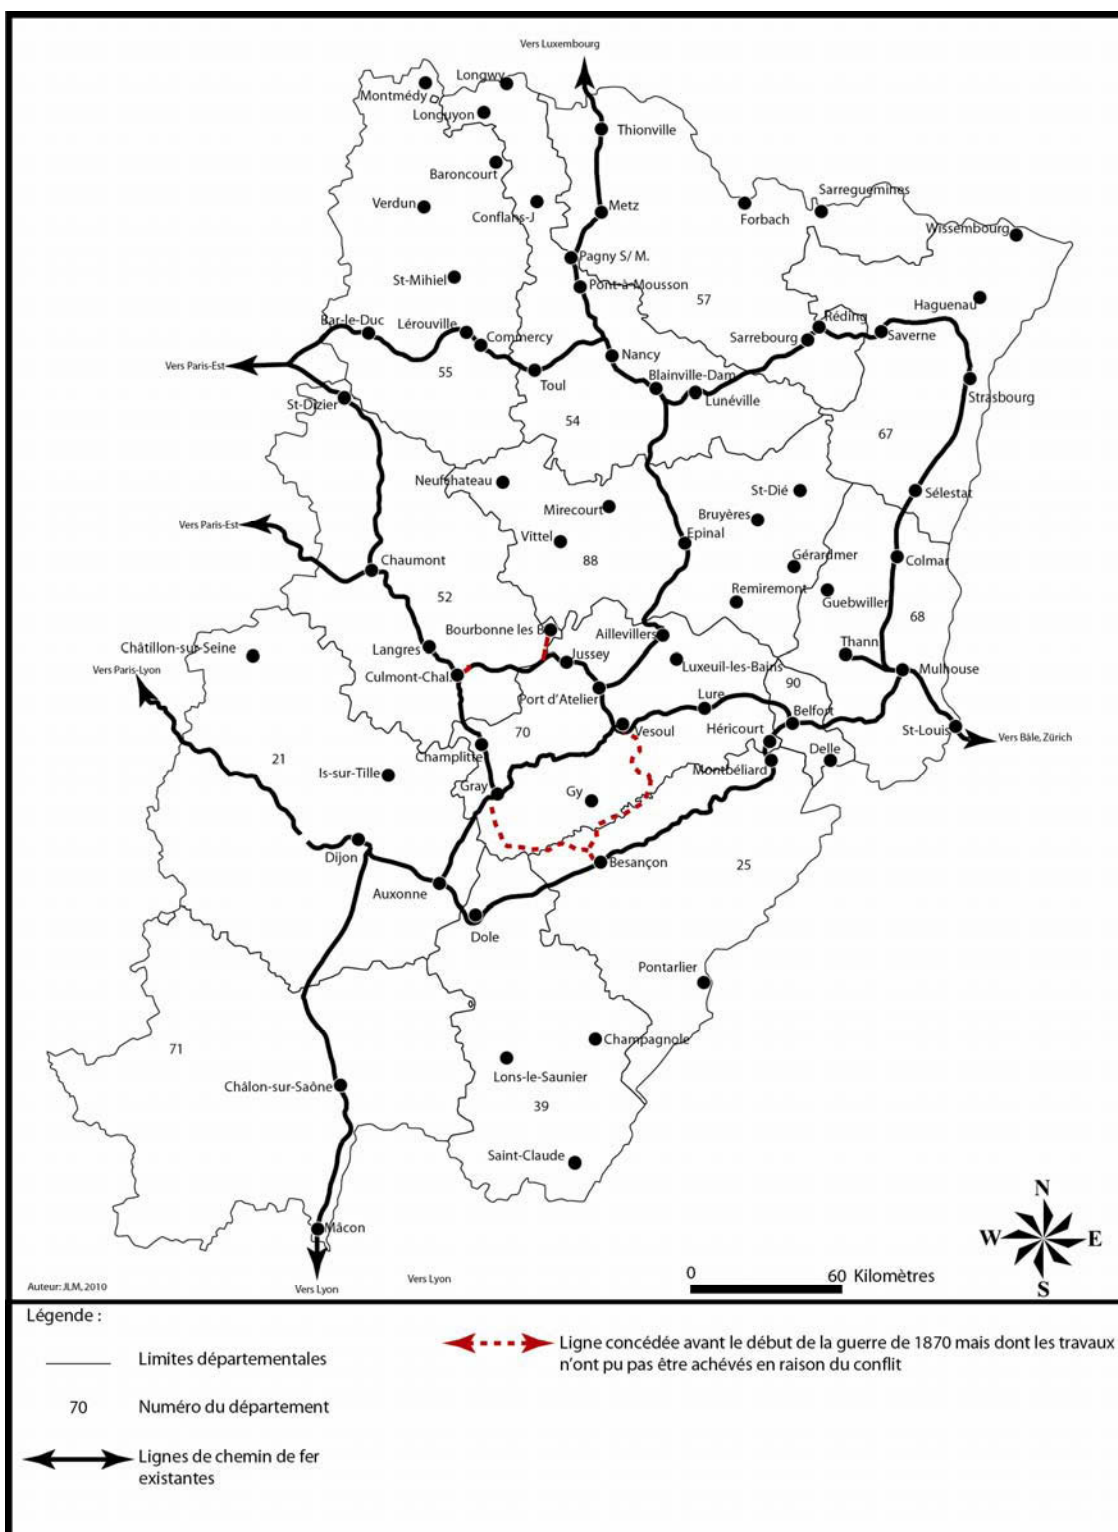 Vers Luxembourg
Longwy
Montmédy
Longuyon
Thionville
Baroncourt
Sarreguemines
Verdun
Conflans-J
Metz
Forbach
Wissembourg
Pagny S/ M.
St-Mihiel
Pont-à-Mousson
57
Haguenau
Bar-le-Duc
Lérouville
Réding
Commercy
Sarrebourg
Saverne
Nancy
Vers Paris-Est
55
Blainville-Dam
Toul
Lunéville
Strasbourg
St-Dizier
54
67
Neufchateau
St-Dié
Sélestat
Mirecourt
Bruyères
Vers Paris-Est
Vittel
Epinal
Chaumont
88
Gérardmer
Colmar
52
Remiremont
Guebwiller
68
Bourbonne les B
Aillevillers
Châtillon-sur-Seine
Langres
Jussey
Thann
Vers Paris-Lyon
Culmont-Chal.
Luxeuil-les-Bains
Mulhouse
Port d'Atelier
Lure
90
Belfort
70
Vesoul
Héricourt
St-Louis
Vers Bâle, Zürich
21
Champlitte
Delle
Is-sur-Tille
Montbéliard
Gray
Gy
Dijon
Besançon
25
Auxonne
Dole
Pontarlier
71
Champagnole
Châlon-sur-Saône
Lons-le-Saunier
39
Saint-Claude
N
Mâcon
W
E
Vers Lyon
0
60 Kilomètres
Auteur: JLM, 2010
Vers Lyon
S
Légende :
Limites départementales
70
Numéro du département
Lignes de chemin de fer
existantes
Ligne concédée avant le début de la guerre de 1870 mais dont les travaux
n'ont pu pas être achévés en raison du conflit